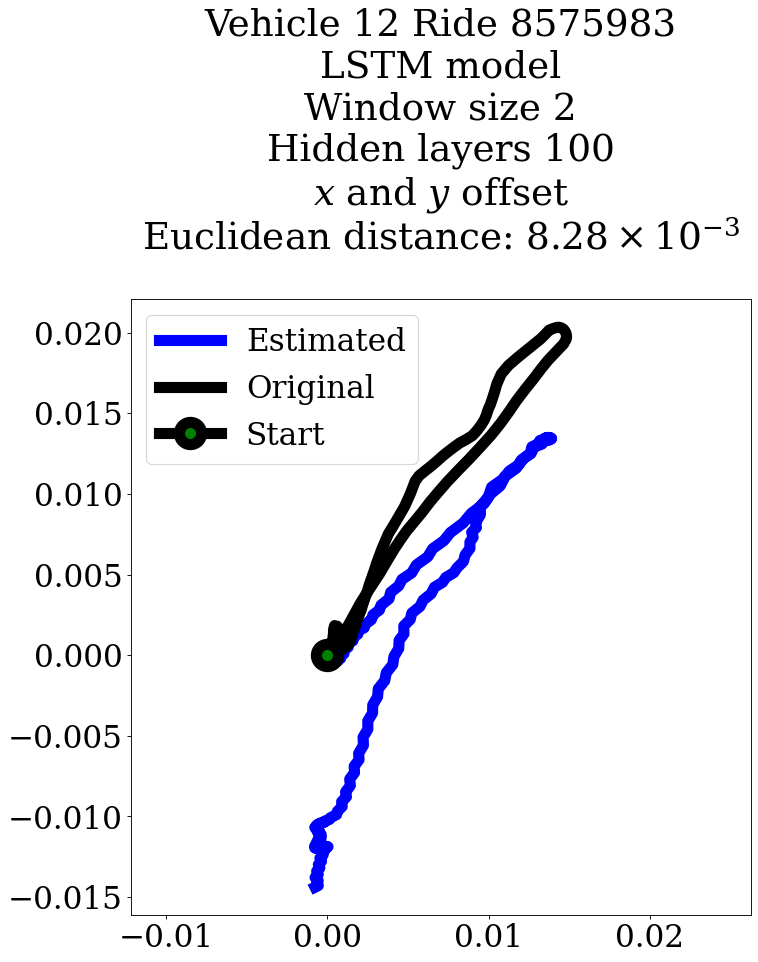 Vehicle 12 Ride 8575983
LSTM model
Window size 2
Hidden layers 100
x and y offset
Euclidean distance: 8.28 × 10⁻³
Estimated
Original
Start
0.020
0.015
0.010
0.005
0.000
−0.005
−0.010
−0.015
−0.01 0.00 0.01 0.02